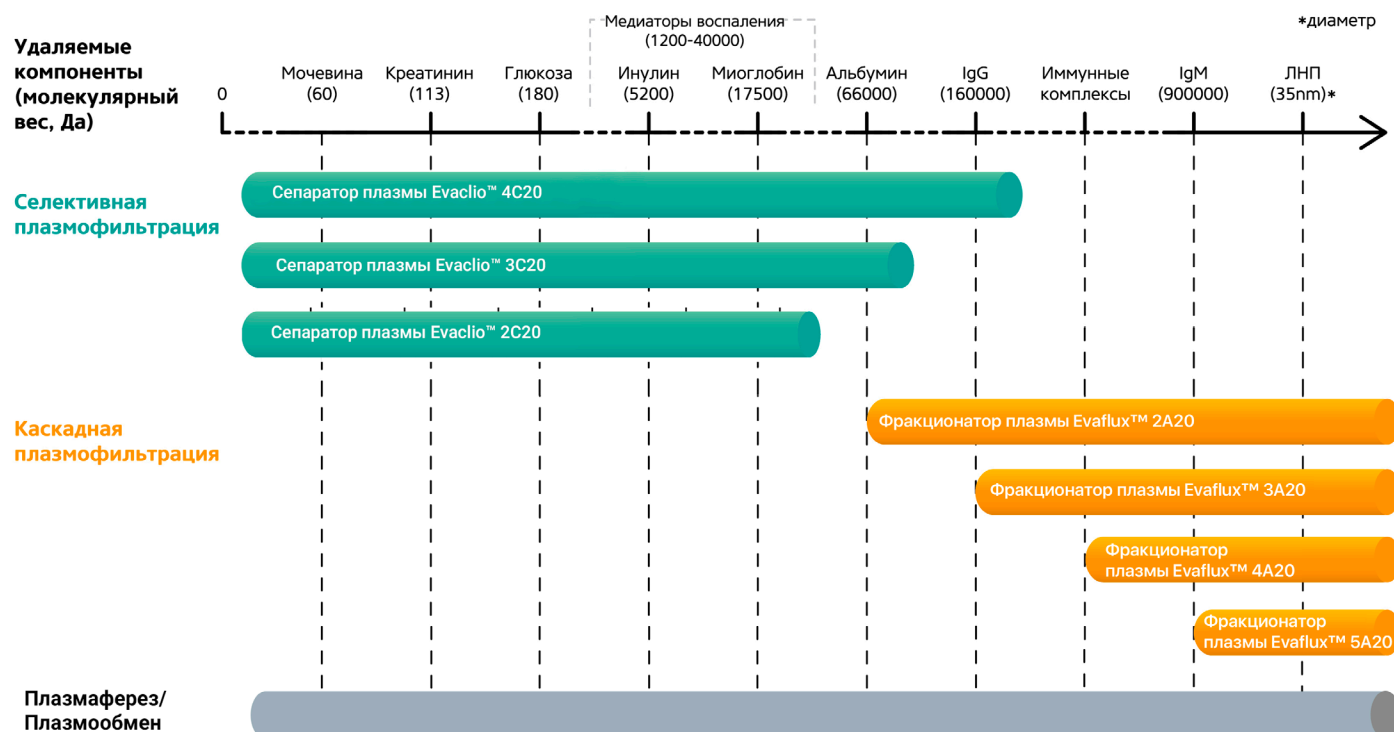 Медиаторы воспаления
(1200-40000)
*диаметр
Удаляемые
компоненты
(молекулярный
вес, Да)
0
Мочевина
(60)
Креатинин
(113)
Глюкоза
(180)
Инулин
(5200)
Миоглобин
(17500)
Альбумин
(66000)
IgG
(160000)
Иммунные
комплексы
IgM
(900000)
ЛНП
(35nm)*
Селективная
плазмофильтрация
Сепаратор плазмы Evaclio™ 4C20
Сепаратор плазмы Evaclio™ 3C20
Сепаратор плазмы Evaclio™ 2C20
Каскадная
плазмофильтрация
Фракционатор плазмы Evaflux™ 2A20
Фракционатор плазмы Evaflux™ 3A20
Фракционатор
плазмы Evaflux™ 4A20
Фракционатор
плазмы Evaflux™ 5A20
Плазмаферез/
Плазмообмен